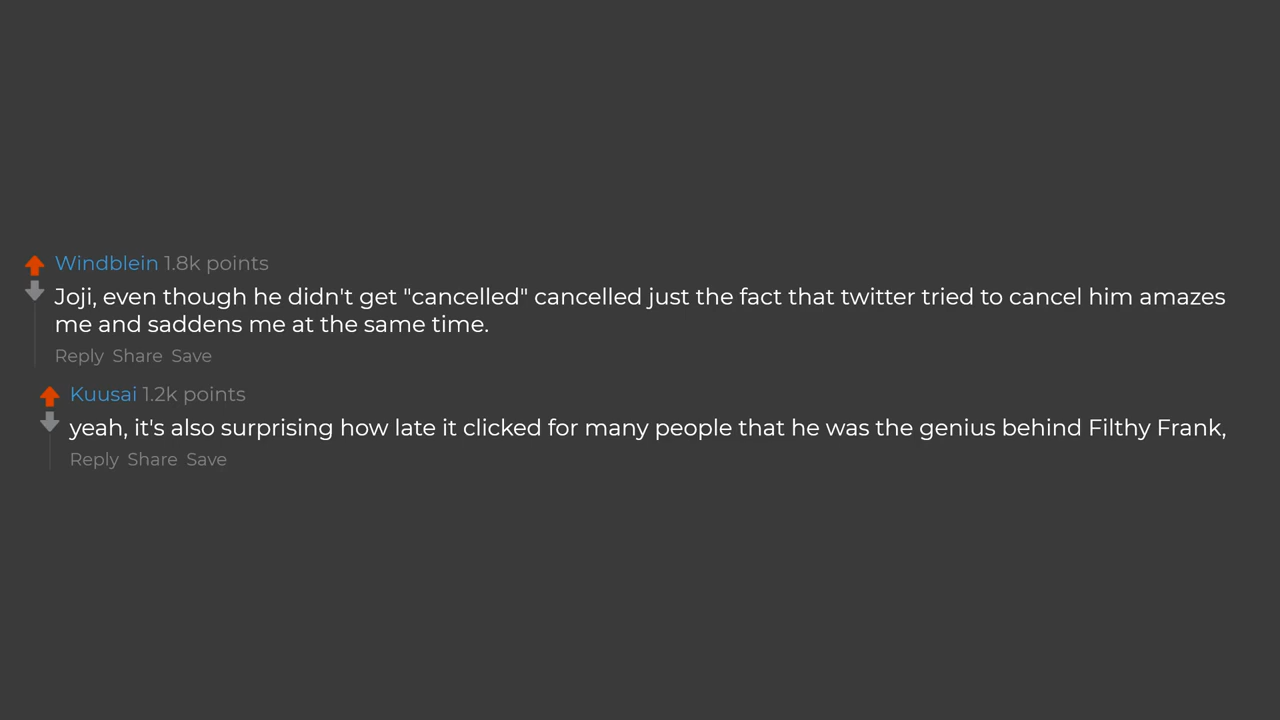 Windblein 1.8k points
Joji, even though he didn't get "cancelled" cancelled just the fact that twitter tried to cancel him amazes
me and saddens me at the same time.
Reply Share Save
Kuusai 1.2k points
yeah, it's also surprising how late it clicked for many people that he was the genius behind Filthy Frank,
Reply Share Save